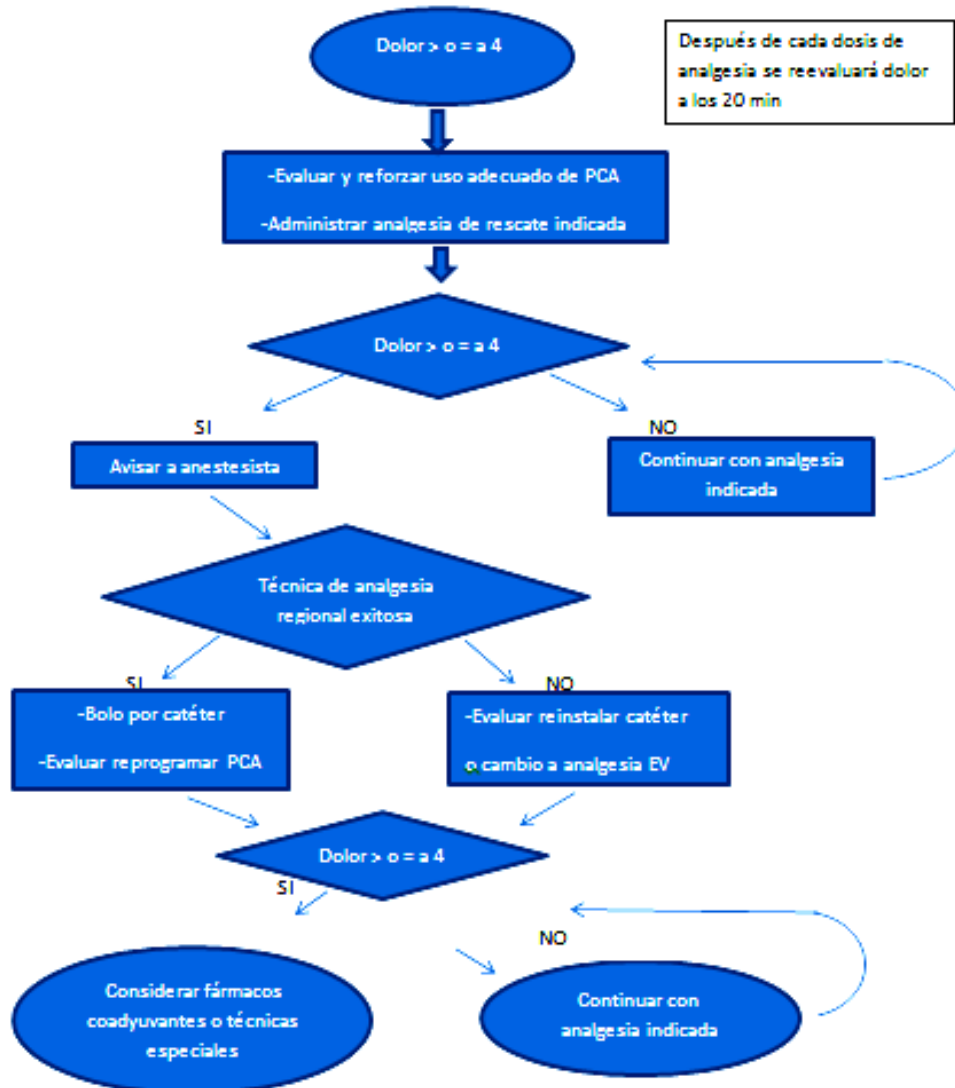 Dolor > o = a 4
Después de cada dosis de
analgesia se reevaluará dolor
a los 20 min
-Evaluar y reforzar uso adecuado de PCA
-Administrar analgesia de rescate indicada
Dolor > o = a 4
SI
NO
Avisar a anestesista
Continuar con analgesia
indicada
Técnica de analgesia
regional exitosa
SI
NO
-Bolo por catéter
-Evaluar reprogramar PCA
-Evaluar reinstalar catéter
o cambio a analgesia EV
Dolor > o = a 4
SI
NO
Considerar fármacos
coadyuvantes o técnicas
especiales
Continuar con
analgesia indicada